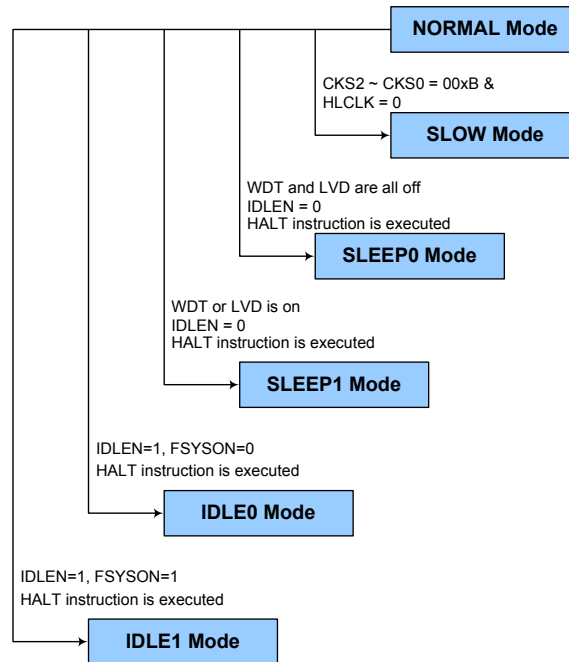 NORMAL Mode
CKS2 ~ CKS0 = 00xB &
HLCLK = 0
SLOW Mode
WDT and LVD are all off
IDLEN = 0
HALT instruction is executed
SLEEP0 Mode
WDT or LVD is on
IDLEN = 0
HALT instruction is executed
SLEEP1 Mode
IDLEN=1, FSYSON=0
HALT instruction is executed
IDLE0 Mode
IDLEN=1, FSYSON=1
HALT instruction is executed
IDLE1 Mode